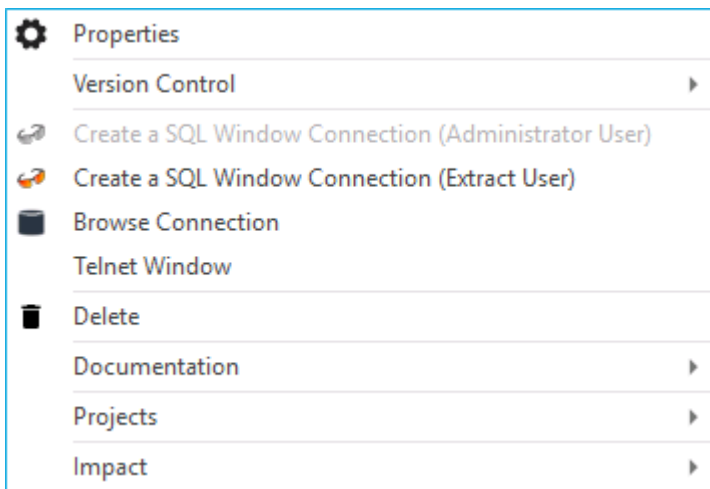 Properties
Version Control
Create a SQL Window Connection (Administrator User)
Create a SQL Window Connection (Extract User)
Browse Connection
Telnet Window
Delete
Documentation
Projects
Impact